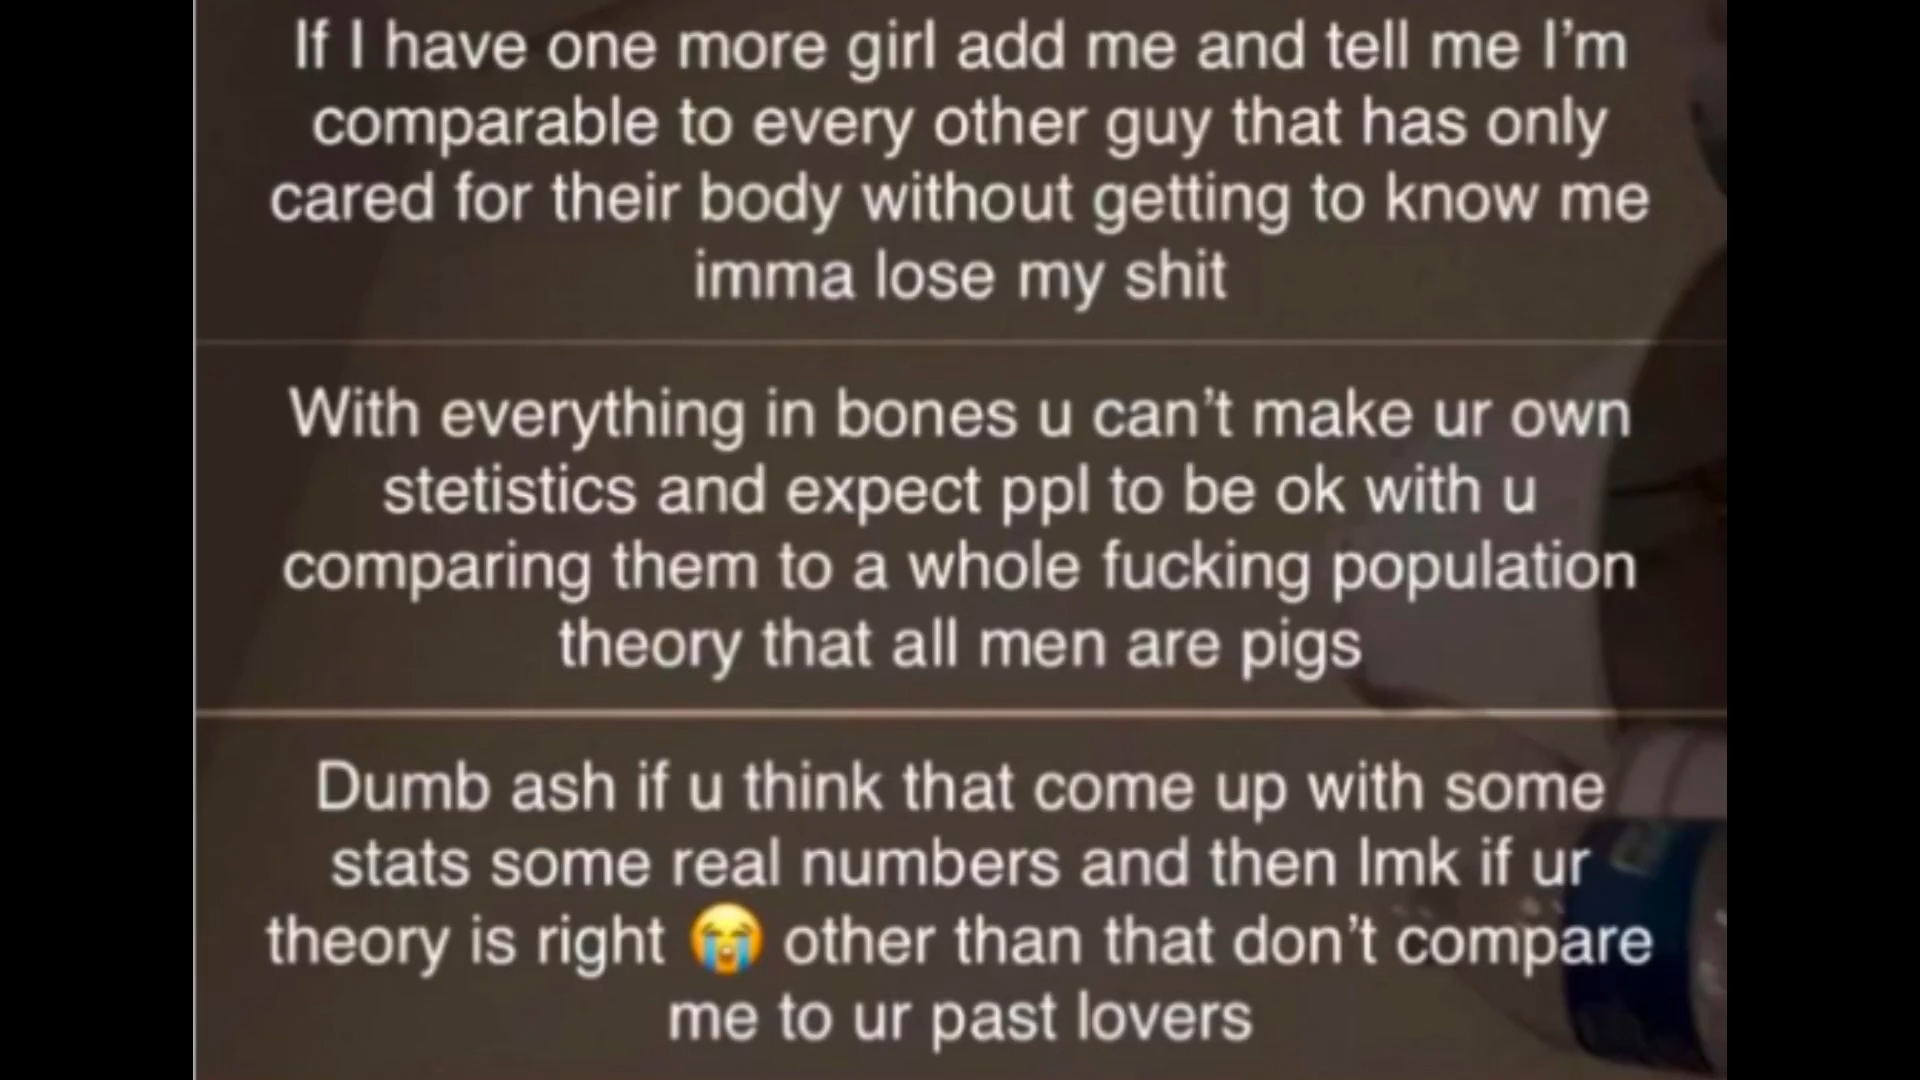 If I have one more girl add me and tell me I’m
comparable to every other guy that has only
cared for their body without getting to know me
imma lose my shit
With everything in bones u can’t make ur own
stetistics and expect ppl to be ok with u
comparing them to a whole fucking population
theory that all men are pigs
Dumb ash if u think that come up with some
stats some real numbers and then lmk if ur
theory is right 😭 other than that don’t compare
me to ur past lovers